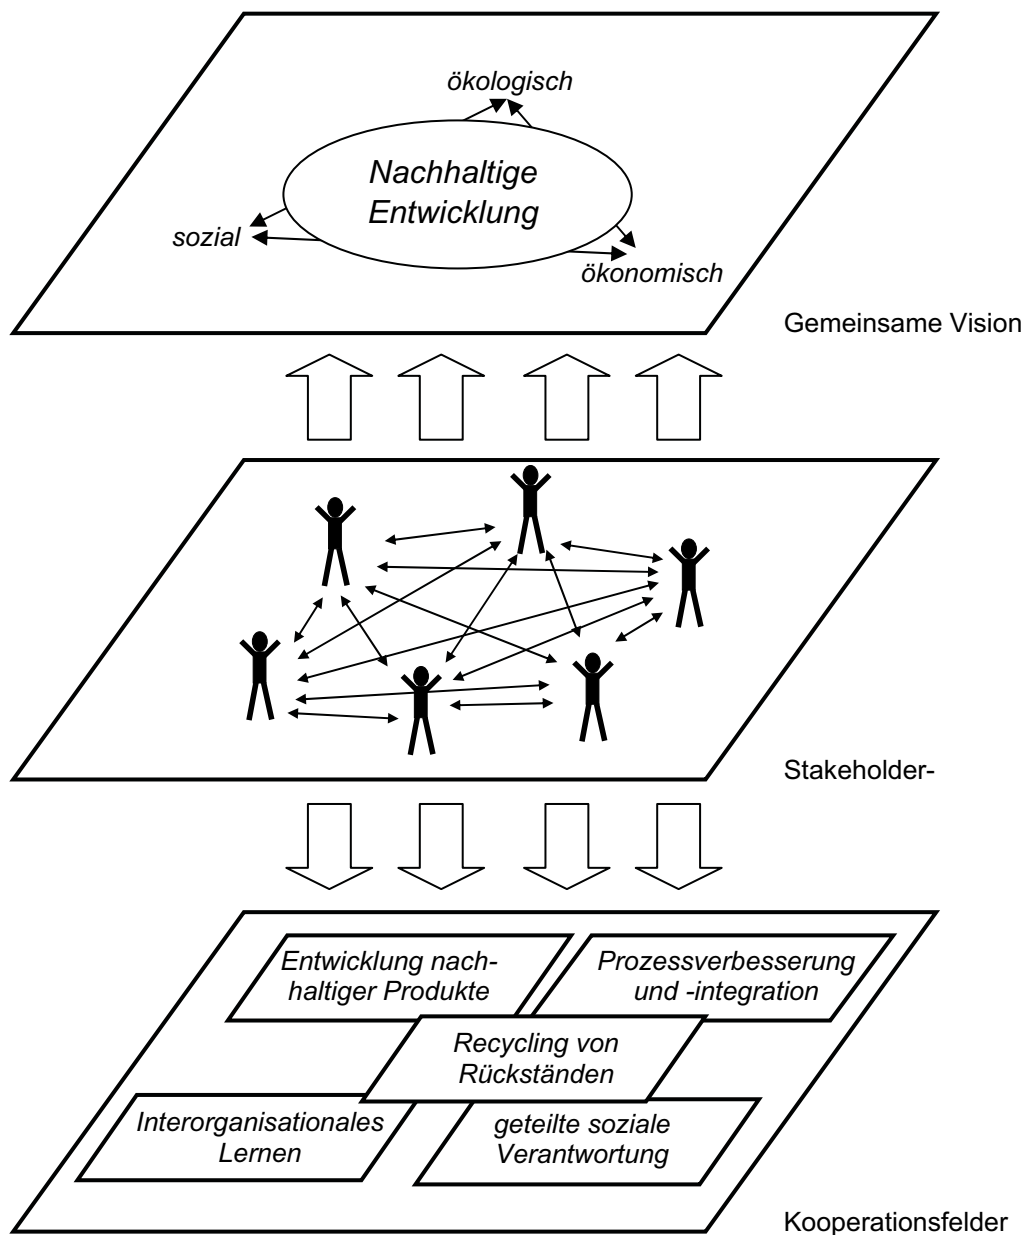 ökologisch
Nachhaltige
Entwicklung
sozial
ökonomisch
Gemeinsame Vision
Stakeholder-
Entwicklung nach-
haltiger Produkte
Prozessverbesserung
und -integration
Recycling von
Rückständen
Interorganisationales
Lernen
geteilte soziale
Verantwortung
Kooperationsfelder